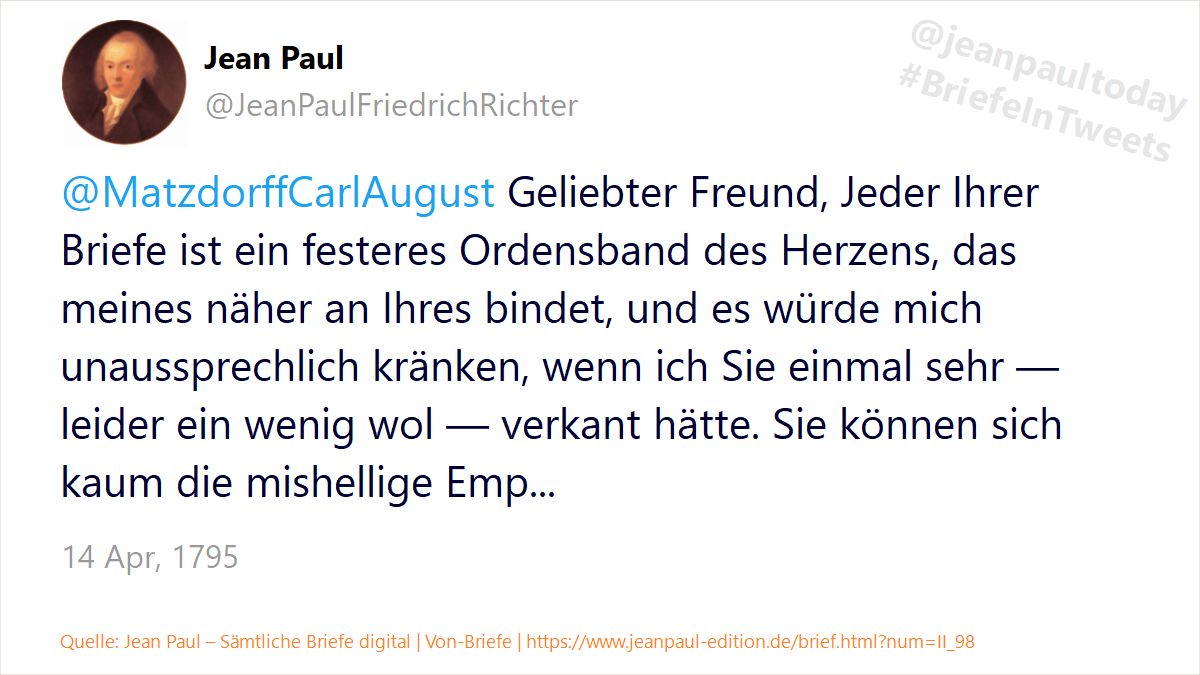 Jean Paul
@JeanPaulFriedrichRichter
@jeanpaultoday
#BriefeInTweets
@MatzdorffCarlAugust Geliebter Freund, Jeder Ihrer
Briefe ist ein festeres Ordensband des Herzens, das
meines näher an Ihres bindet, und es würde mich
unaussprechlich kränken, wenn ich Sie einmal sehr —
leider ein wenig wol — verkant hätte. Sie können sich
kaum die mishellige Emp...
14 Apr, 1795
Quelle: Jean Paul – Sämtliche Briefe digital | Von-Briefe | https://www.jeanpaul-edition.de/brief.html?num=II_98